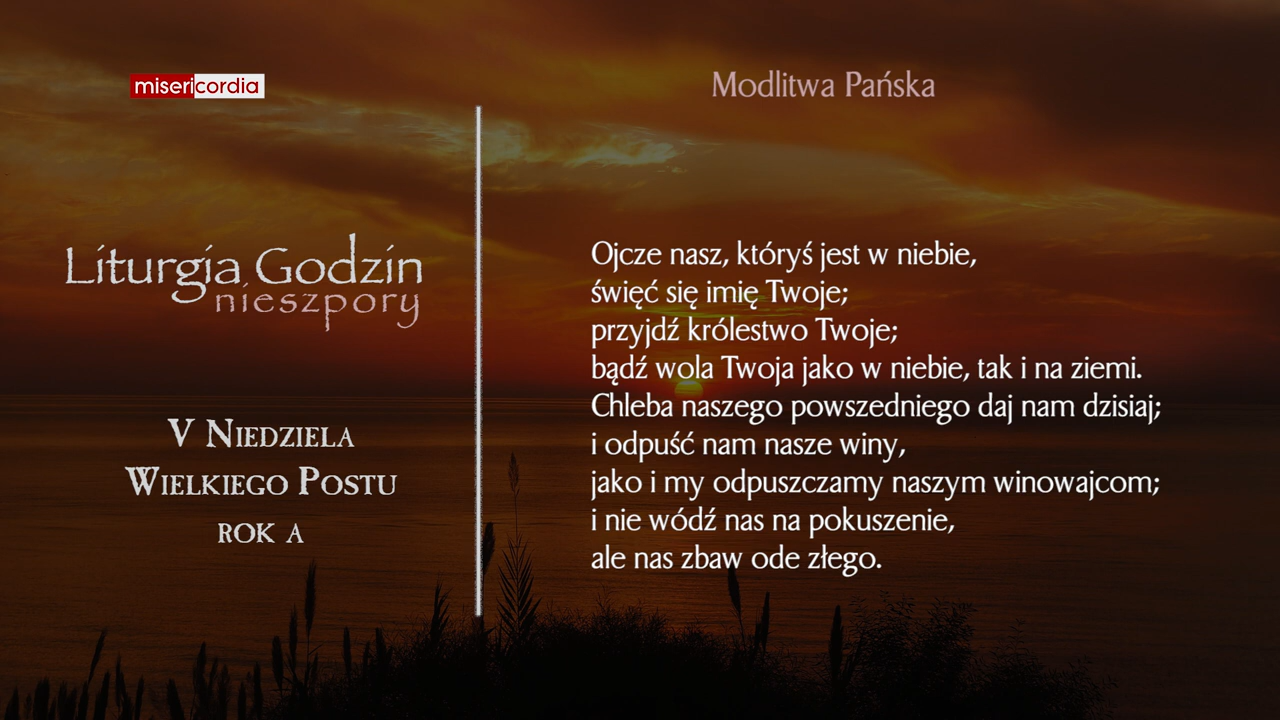 misericordia
Liturgia Godzin
nieszpory
V Niedziela
Wielkiego Postu
rok A
Modlitwa Pańska
Ojcze nasz, któryś jest w niebie,
święć się imię Twoje;
przyjdź królestwo Twoje;
bądź wola Twoja jako w niebie, tak i na ziemi.
Chleba naszego powszedniego daj nam dzisiaj;
i odpuść nam nasze winy,
jako i my odpuszczamy naszym winowajcom;
i nie wódź nas na pokuszenie,
ale nas zbaw ode złego.